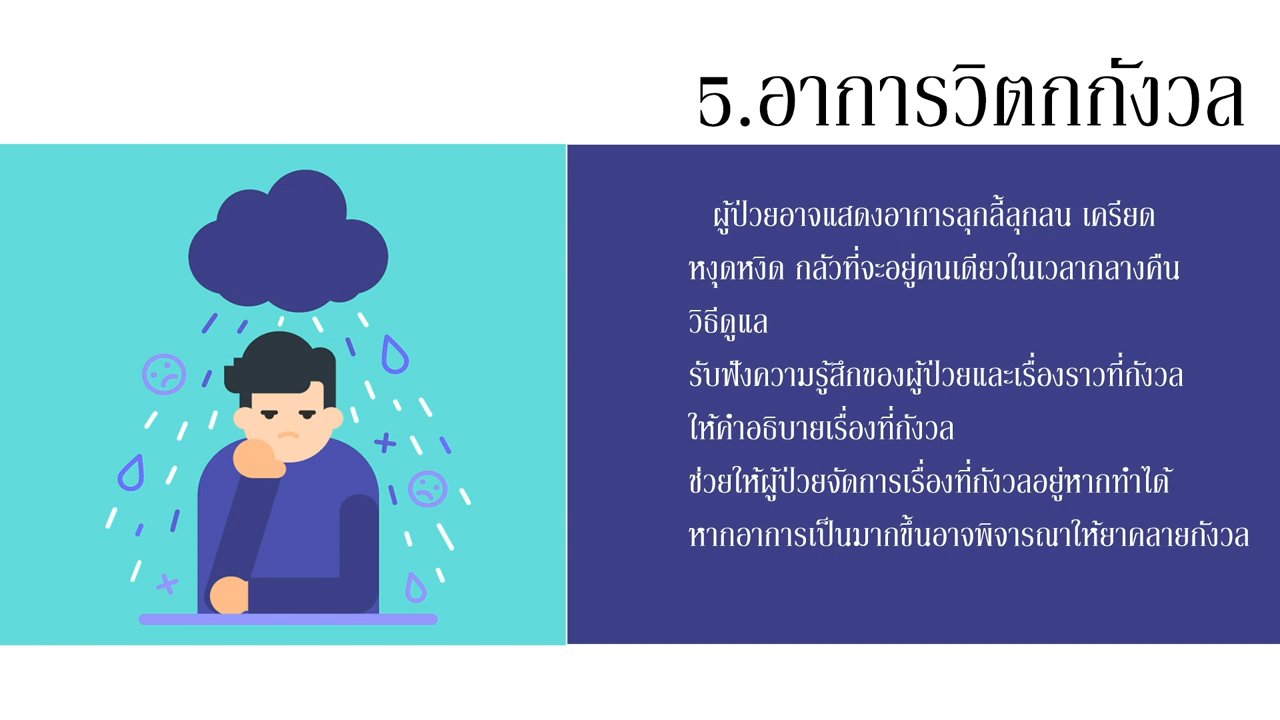 5.อาการวิตกกังวล
ผู้ป่วยอาจแสดงอาการลุกลี้ลุกลน เครียด
หงุดหงิด กลัวที่จะอยู่คนเดียวในเวลากลางคืน
วิธีดูแล
รับฟังความรู้สึกของผู้ป่วยและเรื่องราวที่กังวล
ให้คำอธิบายเรื่องที่กังวล
ช่วยให้ผู้ป่วยจัดการเรื่องที่กังวลอยู่หากทำได้
หากอาการเป็นมากขึ้นอาจพิจารณาให้ยาคลายกังวล